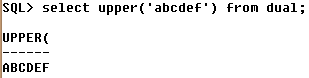 SQL> select upper('abcdef') from dual;
UPPER(
------
ABCDEF